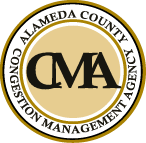 ALAMEDA COUNTY
CONGESTION MANAGEMENT AGENCY
CMA